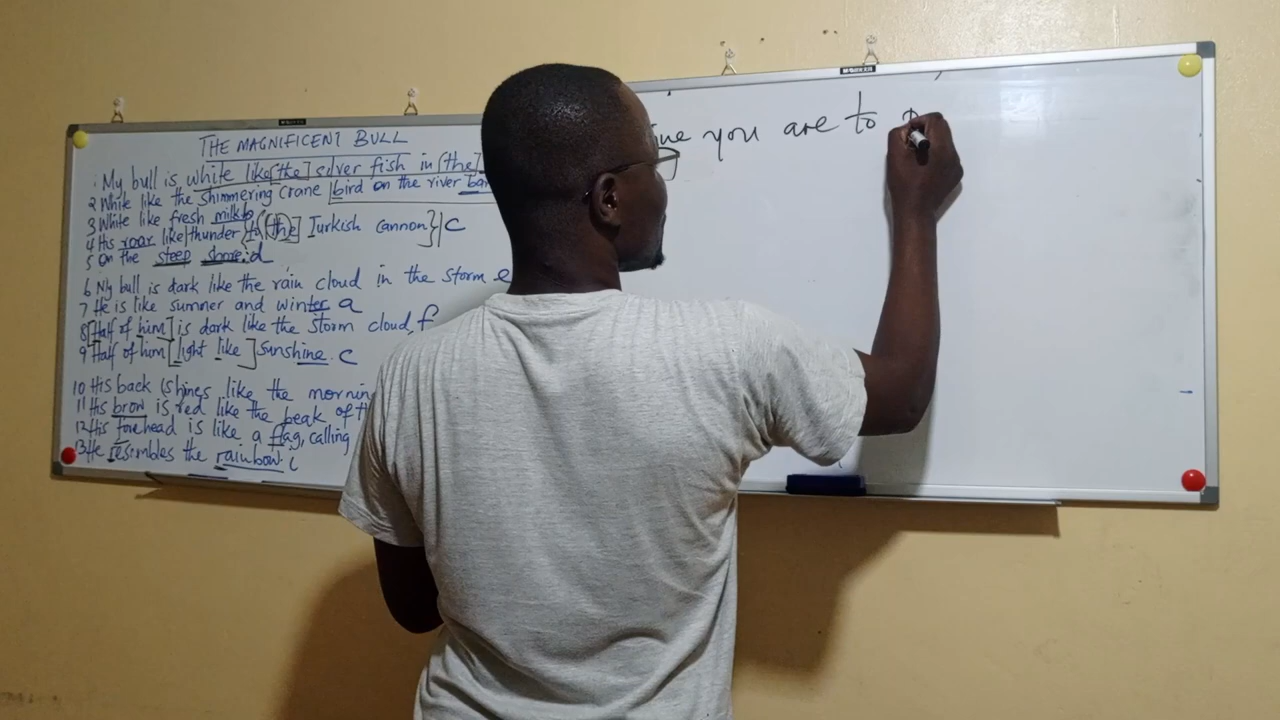 THE MAGNIFICENT BULL
1 My bull is white like [the] silver fish in [the]
2 White like the shimmering crane bird on the river ban
3 White like fresh milk b
4 His roar like thunder to [the] Turkish cannon} | c
5 On the steep shore: d
6 My bull is dark like the rain cloud in the storm e
7 He is like summer and winter a
8 [Half of him] is dark like the storm cloud, f
9 Half of him [light like] sunshine. c
10 His back shines like the mornin
11 His brow is red like the beak of t
12 His forehead is like a flag, calling
13 He resembles the rainbow. i
ine you are to